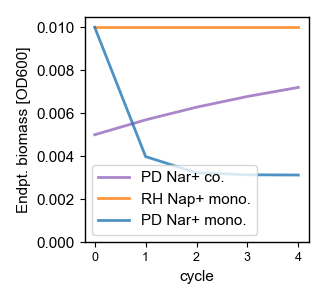 0.010
0.008
0.006
0.004
0.002
0.000
Endpt. biomass [OD600]
PD Nar+ co.
RH Nap+ mono.
PD Nar+ mono.
0 1 2 3 4
cycle